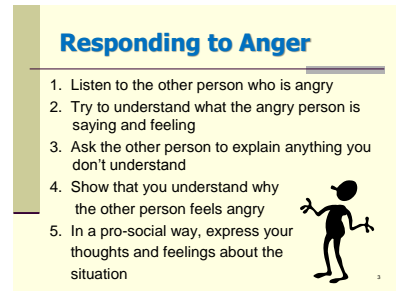 Responding to Anger
1. Listen to the other person who is angry
2. Try to understand what the angry person is
saying and feeling
3. Ask the other person to explain anything you
don't understand
4. Show that you understand why
the other person feels angry
5. In a pro-social way, express your
thoughts and feelings about the
situation
3